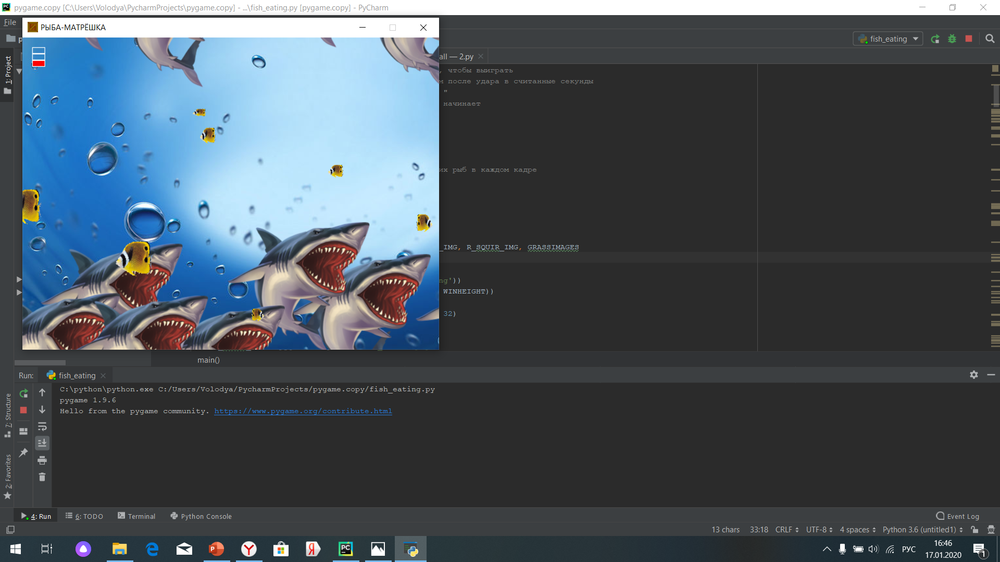 pygame.copy [C:\Users\Volodya\PycharmProjects\pygame.copy] - ...\fish_eating.py [pygame.copy] - PyCharm
File
РЫБА-МАТРЁШКА
p
fish_eating
all — 2.py
1: Project
, чтобы выиграть
м после удара в считанные секунды
"
начинает
их рыб в каждом кадре
_IMG, R_SQUIR_IMG, GRASSIMAGES
ng'))
WINHEIGHT))
32)
main()
Run:
fish_eating
C:\python\python.exe C:/Users/Volodya/PycharmProjects/pygame.copy/fish_eating.py
pygame 1.9.6
Hello from the pygame community. https://www.pygame.org/contribute.html
7: Structure
2: Favorites
4: Run
6: TODO
Terminal
Python Console
Event Log
13 chars
33:18
CRLF
UTF-8
4 spaces
Python 3.6 (untitled1)
РУС
16:46
17.01.2020
1